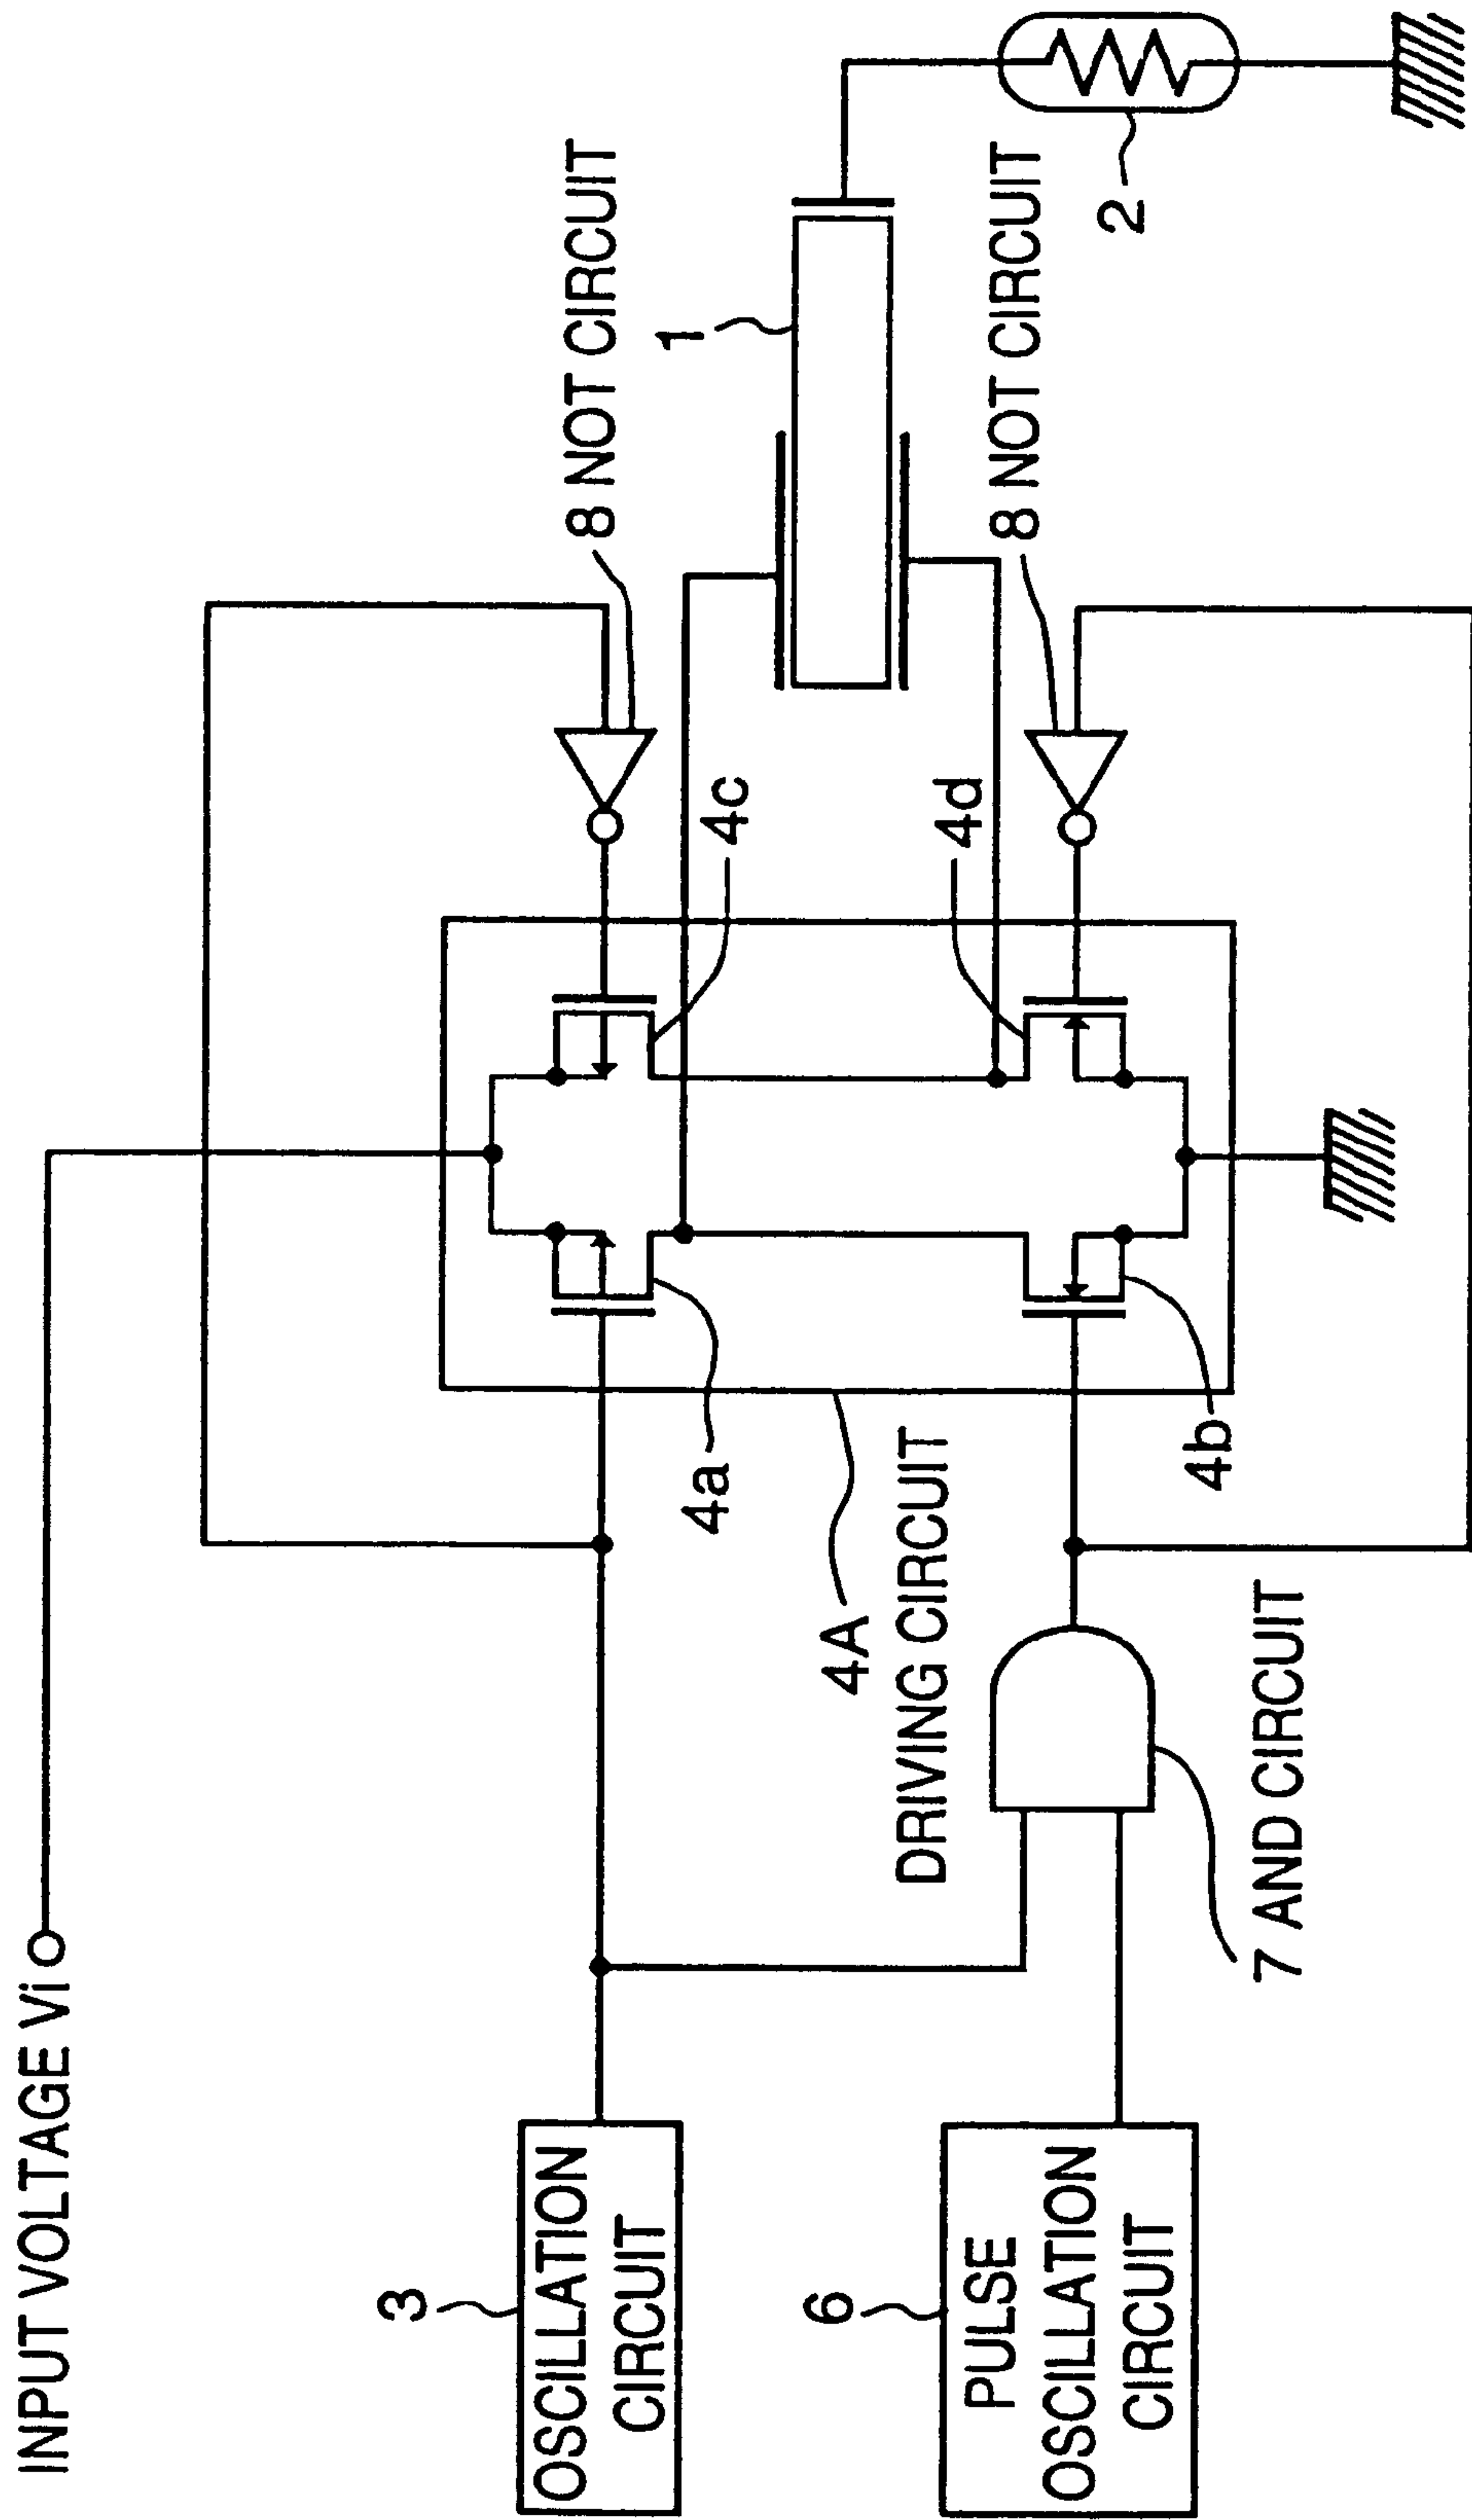 INPUT VOLTAGE Vi
3
OSCILLATION
CIRCUIT
6
PULSE
OSCILLATION
CIRCUIT
7 AND CIRCUIT
4A
DRIVING CIRCUIT
4a
4b
4c
4d
8 NOT CIRCUIT
8 NOT CIRCUIT
1
2